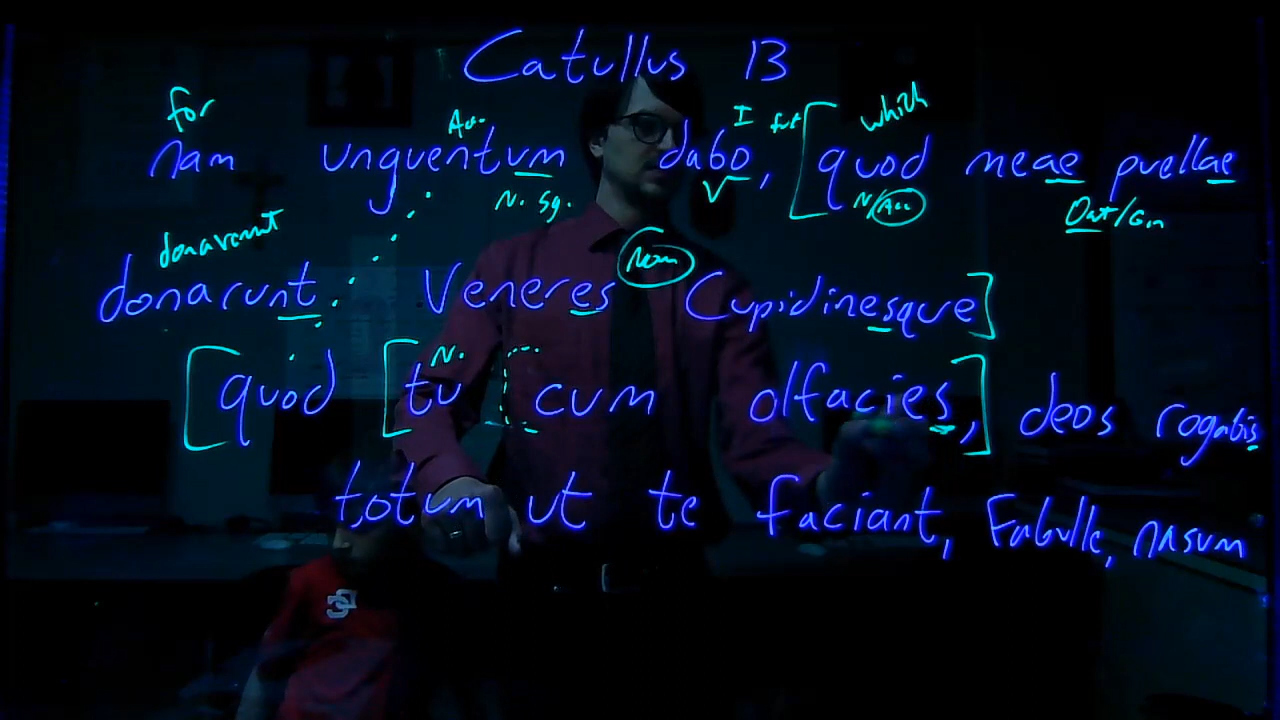 Catullus 13
for Acc. I fut which
nam unguentum dabo, [quod meae puellae
N. Sg. V N/Acc Dat/Gen
donaverunt Nom
donarunt Veneres Cupidinesque]
N.
[quod [tu [cum olfacies,] deos rogabis
totum ut te faciant, Fabulle, nasum